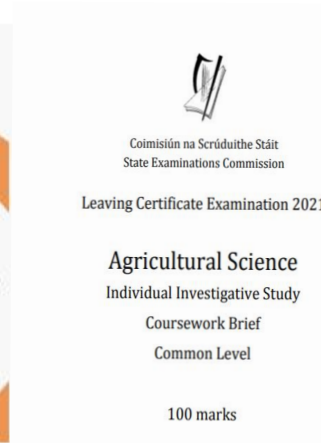 Coimisiún na Scrúduithe Stáit
State Examinations Commission
Leaving Certificate Examination 2021
Agricultural Science
Individual Investigative Study
Coursework Brief
Common Level
100 marks